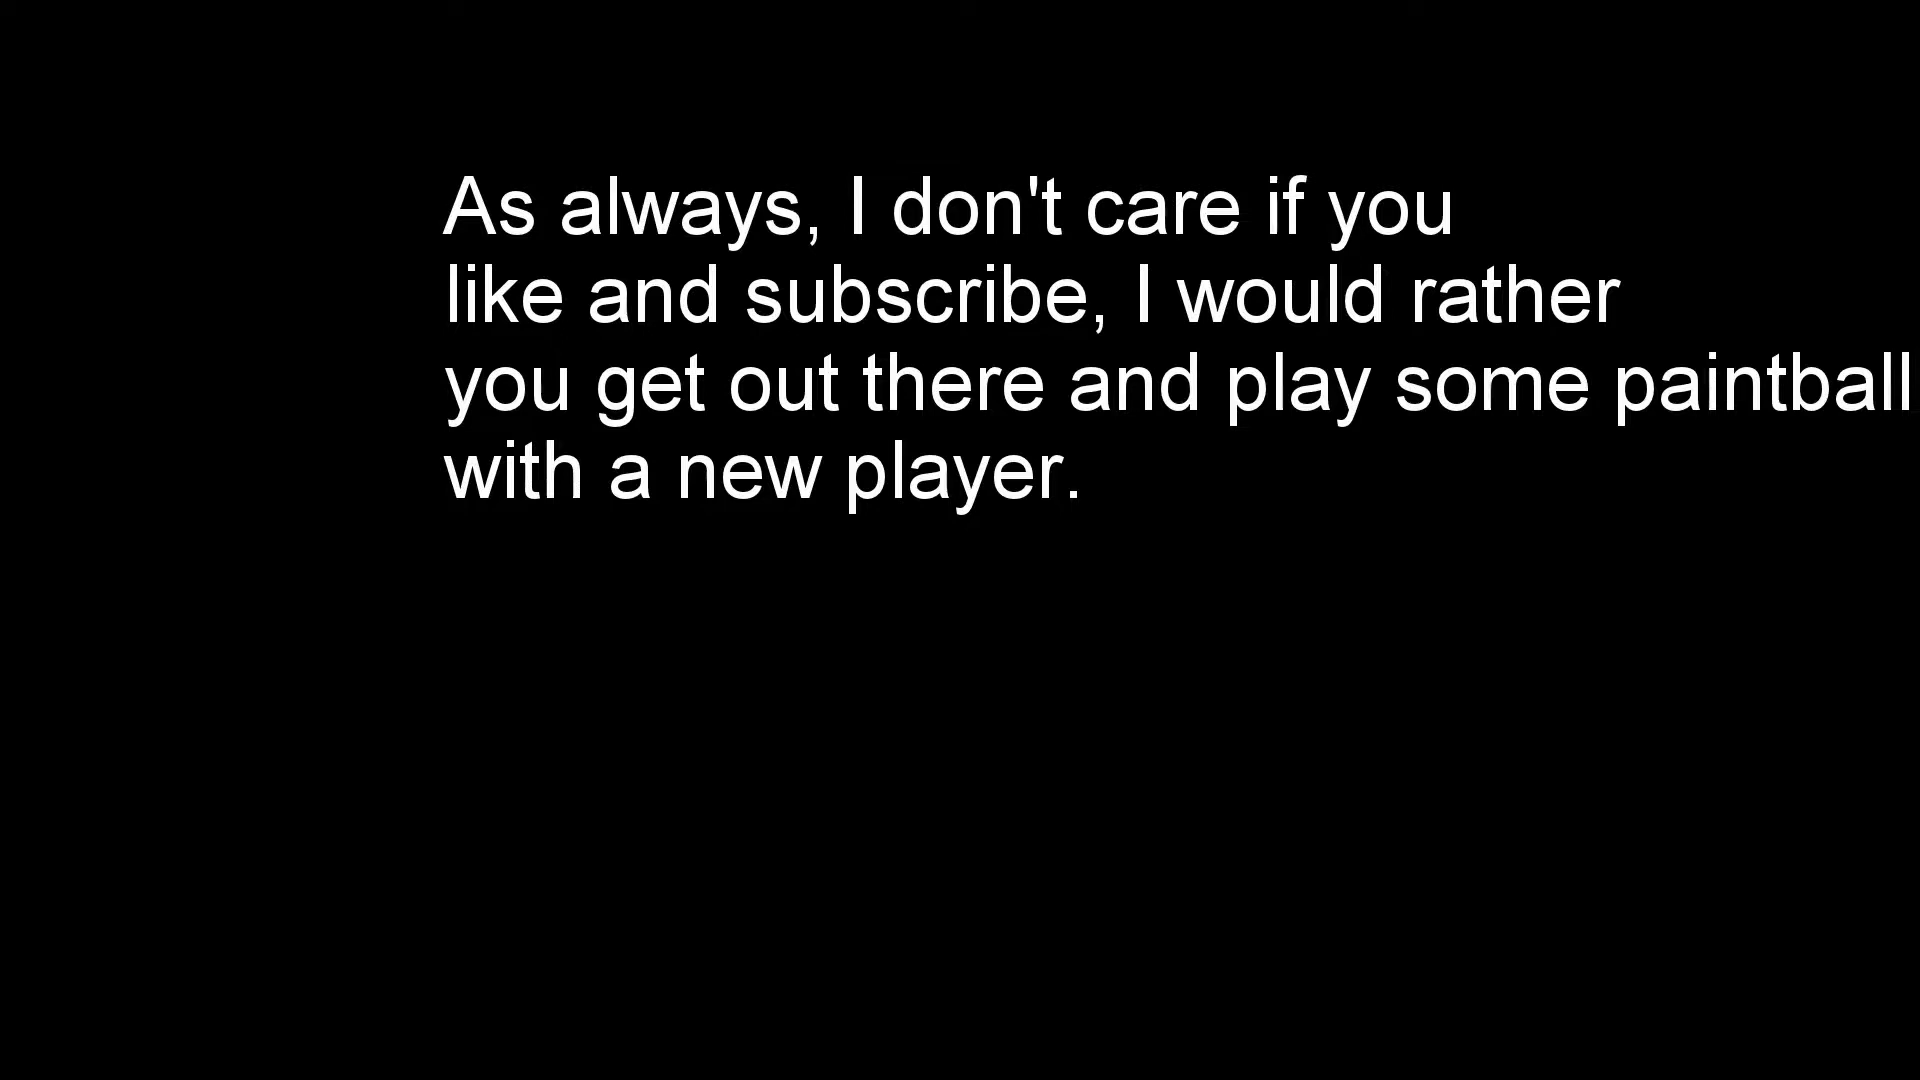 As always, I don't care if you
like and subscribe, I would rather
you get out there and play some paintball
with a new player.